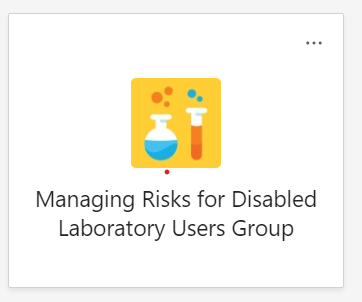 Managing Risks for Disabled
Laboratory Users Group